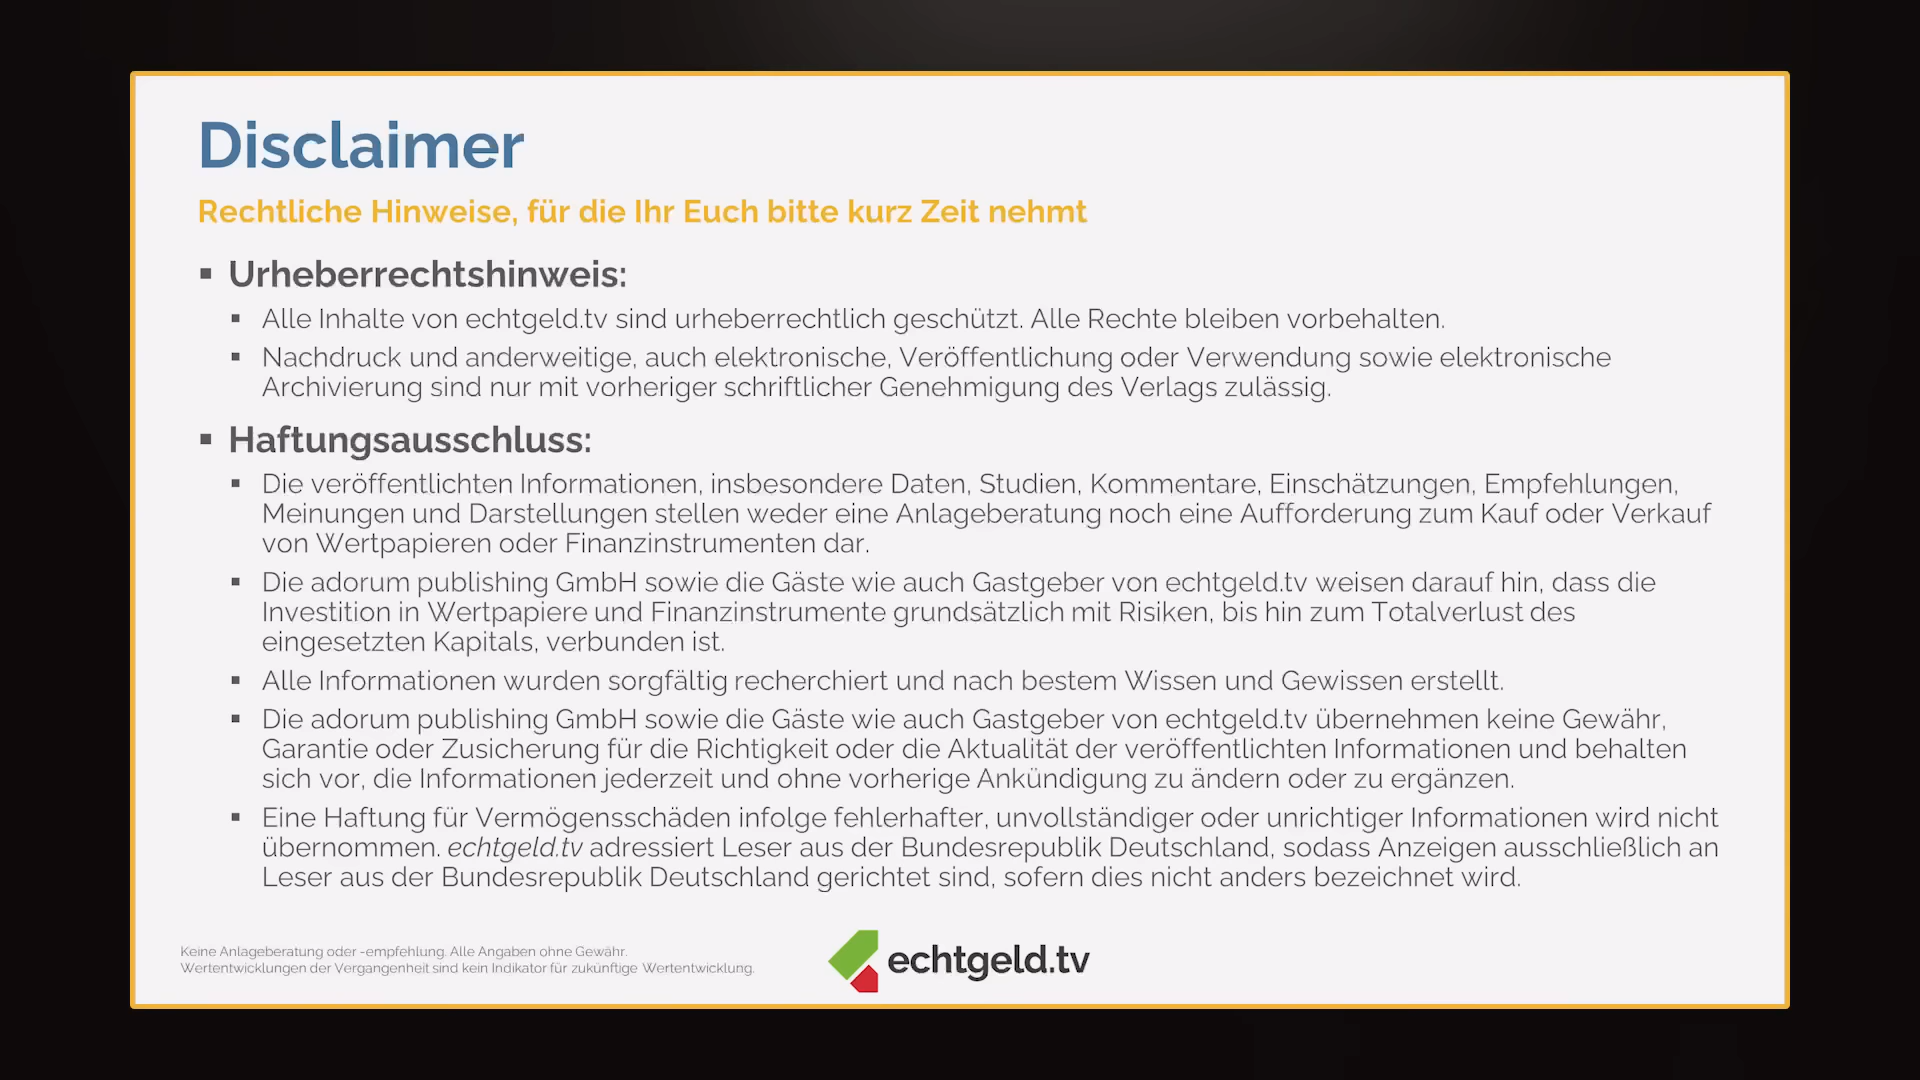 Disclaimer
Rechtliche Hinweise, für die Ihr Euch bitte kurz Zeit nehmt
▪ Urheberrechtshinweis:
▪ Alle Inhalte von echtgeld.tv sind urheberrechtlich geschützt. Alle Rechte bleiben vorbehalten.
▪ Nachdruck und anderweitige, auch elektronische, Veröffentlichung oder Verwendung sowie elektronische
Archivierung sind nur mit vorheriger schriftlicher Genehmigung des Verlags zulässig.
▪ Haftungsausschluss:
▪ Die veröffentlichten Informationen, insbesondere Daten, Studien, Kommentare, Einschätzungen, Empfehlungen,
Meinungen und Darstellungen stellen weder eine Anlageberatung noch eine Aufforderung zum Kauf oder Verkauf
von Wertpapieren oder Finanzinstrumenten dar.
▪ Die adorum publishing GmbH sowie die Gäste wie auch Gastgeber von echtgeld.tv weisen darauf hin, dass die
Investition in Wertpapiere und Finanzinstrumente grundsätzlich mit Risiken, bis hin zum Totalverlust des
eingesetzten Kapitals, verbunden ist.
▪ Alle Informationen wurden sorgfältig recherchiert und nach bestem Wissen und Gewissen erstellt.
▪ Die adorum publishing GmbH sowie die Gäste wie auch Gastgeber von echtgeld.tv übernehmen keine Gewähr,
Garantie oder Zusicherung für die Richtigkeit oder die Aktualität der veröffentlichten Informationen und behalten
sich vor, die Informationen jederzeit und ohne vorherige Ankündigung zu ändern oder zu ergänzen.
▪ Eine Haftung für Vermögensschäden infolge fehlerhafter, unvollständiger oder unrichtiger Informationen wird nicht
übernommen. echtgeld.tv adressiert Leser aus der Bundesrepublik Deutschland, sodass Anzeigen ausschließlich an
Leser aus der Bundesrepublik Deutschland gerichtet sind, sofern dies nicht anders bezeichnet wird.
Keine Anlageberatung oder -empfehlung. Alle Angaben ohne Gewähr.
Wertentwicklungen der Vergangenheit sind kein Indikator für zukünftige Wertentwicklung.
echtgeld.tv